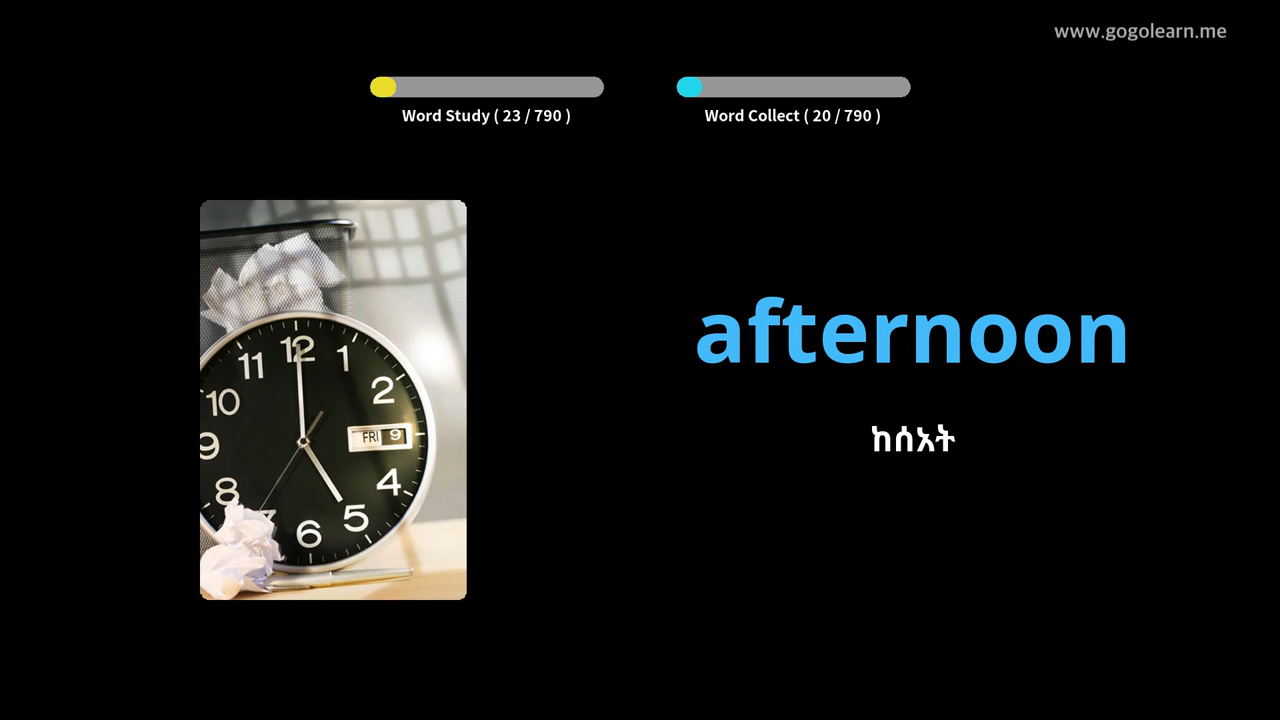 www.gogolearn.me
Word Study ( 23 / 790 )
Word Collect ( 20 / 790 )
12
11
1
10
2
9
FRI 9
8
4
7
5
6
afternoon
ከሰአት